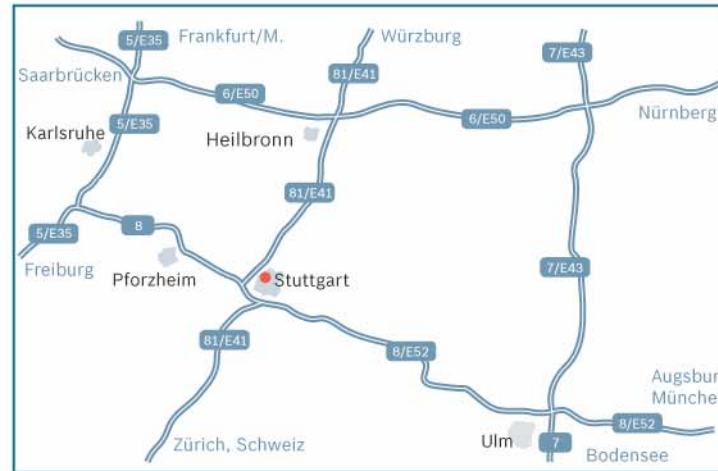 5/E35
Frankfurt/M.
Würzburg
7/E43
Saarbrücken
81/E41
6/E50
Nürnberg
Karlsruhe
5/E35
Heilbronn
6/E50
81/E41
5/E35
8
Freiburg
Pforzheim
Stuttgart
7/E43
81/E41
8/E52
Augsbur
Münche
8/E52
Zürich, Schweiz
Ulm
7
Bodensee